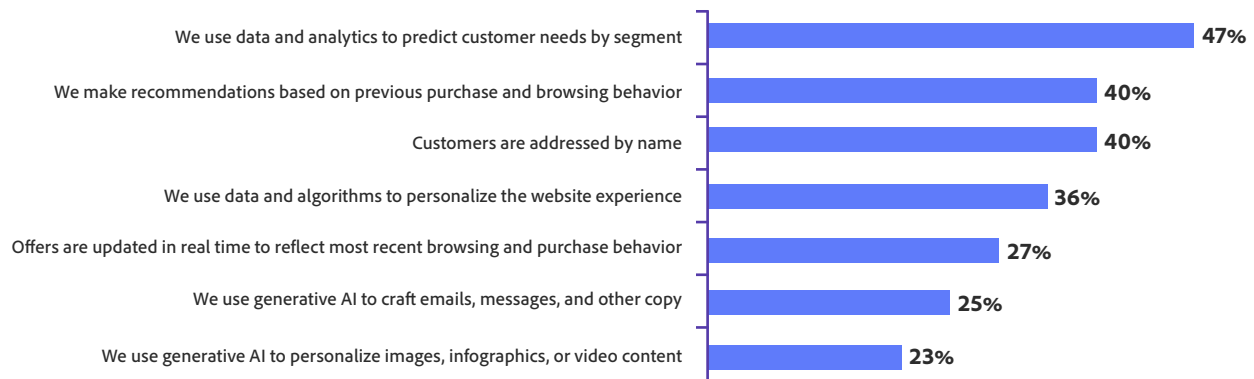 We use data and analytics to predict customer needs by segment 47%
We make recommendations based on previous purchase and browsing behavior 40%
Customers are addressed by name 40%
We use data and algorithms to personalize the website experience 36%
Offers are updated in real time to reflect most recent browsing and purchase behavior 27%
We use generative AI to craft emails, messages, and other copy 25%
We use generative AI to personalize images, infographics, or video content 23%